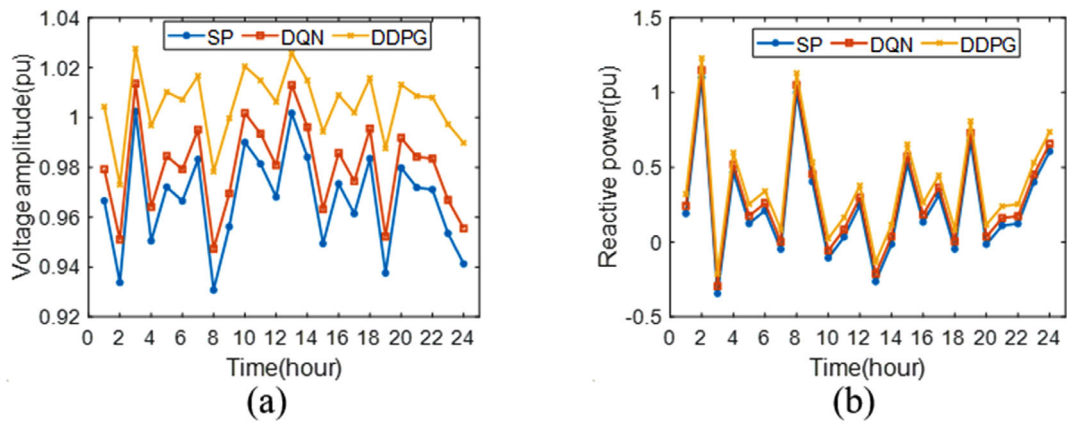 1.04
SP DQN DDPG
1.02
1
0.98
0.96
0.94
0.92
Voltage amplitude(pu)
0 2 4 6 8 10 12 14 16 18 20 22 24
Time(hour)
(a)
1.5
SP DQN DDPG
1
0.5
0
-0.5
Reactive power(pu)
0 2 4 6 8 10 12 14 16 18 20 22 24
Time(hour)
(b)